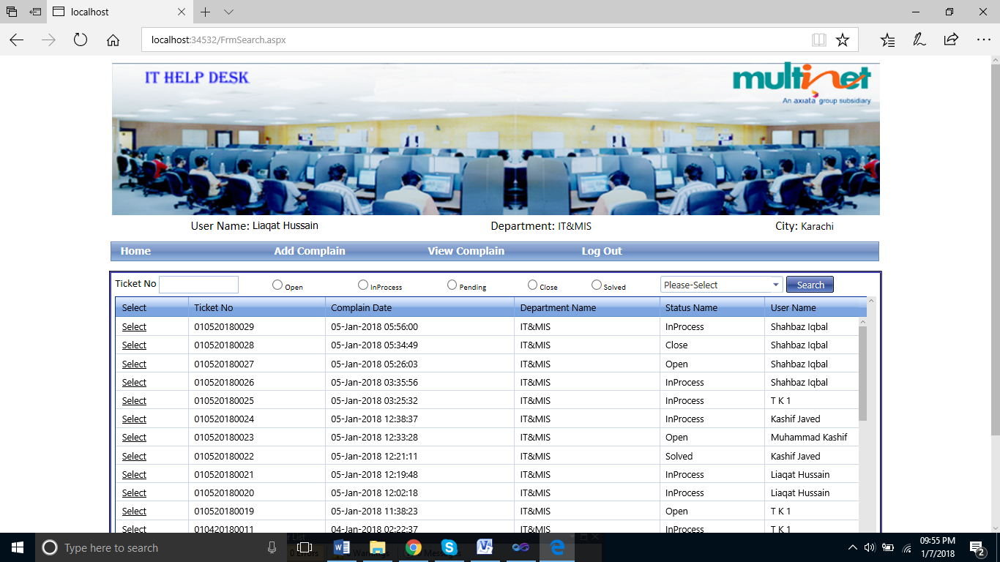 localhost
localhost:34532/FrmSearch.aspx
IT HELP DESK
multinet
An axiata group subsidiary
User Name: Liaqat Hussain Department: IT&MIS City: Karachi
Home Add Complain View Complain Log Out
Ticket No Open InProcess Pending Close Solved Please-Select Search
Select Ticket No Complain Date Department Name Status Name User Name
Select 010520180029 05-Jan-2018 05:56:00 IT&MIS InProcess Shahbaz Iqbal
Select 010520180028 05-Jan-2018 05:34:49 IT&MIS Close Shahbaz Iqbal
Select 010520180027 05-Jan-2018 05:26:03 IT&MIS Open Shahbaz Iqbal
Select 010520180026 05-Jan-2018 03:35:56 IT&MIS InProcess Shahbaz Iqbal
Select 010520180025 05-Jan-2018 03:25:32 IT&MIS InProcess T K 1
Select 010520180024 05-Jan-2018 12:38:37 IT&MIS InProcess Kashif Javed
Select 010520180023 05-Jan-2018 12:33:28 IT&MIS Open Muhammad Kashif
Select 010520180022 05-Jan-2018 12:21:11 IT&MIS Solved Kashif Javed
Select 010520180021 05-Jan-2018 12:19:48 IT&MIS InProcess Liaqat Hussain
Select 010520180020 05-Jan-2018 12:02:18 IT&MIS InProcess Liaqat Hussain
Select 010520180019 05-Jan-2018 11:38:23 IT&MIS Open T K 1
Select 010420180011 04-Jan-2018 02:22:37 IT&MIS InProcess T K 1
Type here to search
0 Errors
09:55 PM
1/7/2018
2